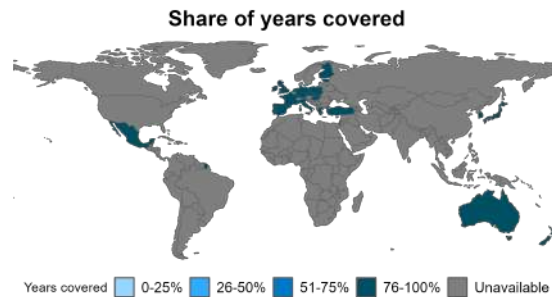 Share of years covered
Years covered 0-25% 26-50% 51-75% 76-100% Unavailable